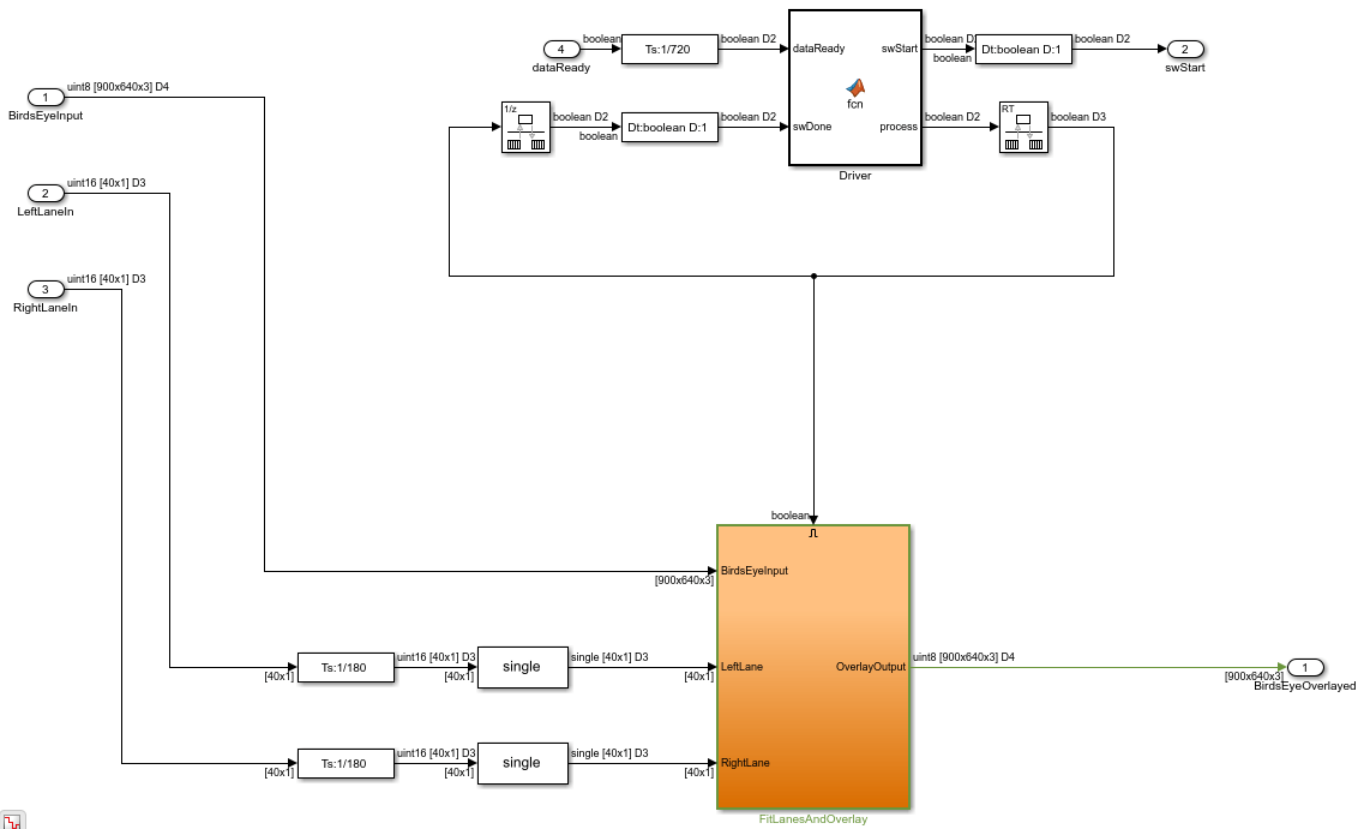 boolean
4
dataReady
Ts:1/720
boolean D2
dataReady
swStart
fcn
swDone
process
Driver
boolean D
boolean
Dt:boolean D:1
boolean D2
2
swStart
1
BirdsEyeInput
uint8 [900x640x3] D4
1/z
boolean D2
boolean
Dt:boolean D:1
boolean D2
boolean D2
RT
boolean D3
uint16 [40x1] D3
2
LeftLaneIn
uint16 [40x1] D3
3
RightLaneIn
boolean
[900x640x3]
BirdsEyeInput
Ts:1/180
[40x1]
uint16 [40x1] D3
[40x1]
single
single [40x1] D3
[40x1]
LeftLane
OverlayOutput
uint8 [900x640x3] D4
[900x640x3]
1
BirdsEyeOverlayed
Ts:1/180
[40x1]
uint16 [40x1] D3
[40x1]
single
single [40x1] D3
[40x1]
RightLane
FitLanesAndOverlay